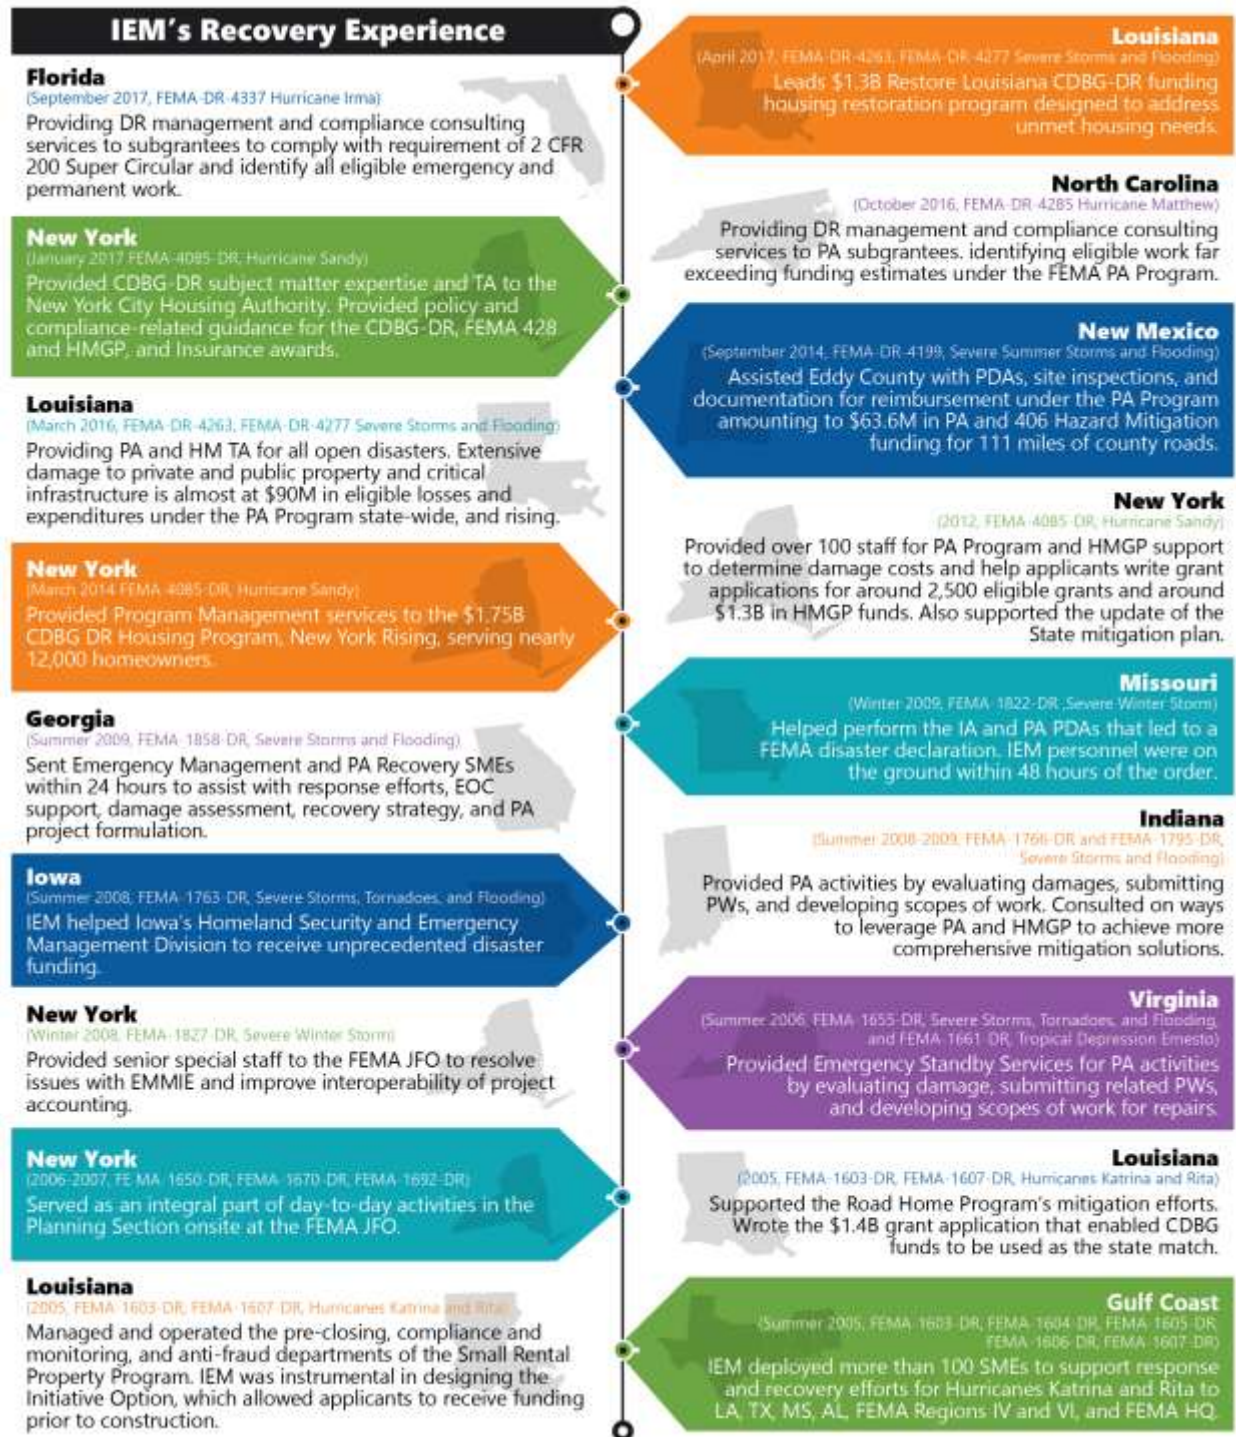 IEM's Recovery Experience
Florida
(September 2017, FEMA-DR-4337 Hurricane Irma)
Providing DR management and compliance consulting
services to subgrantees to comply with requirement of 2 CFR
200 Super Circular and identify all eligible emergency and
permanent work.
Louisiana
(April 2017, FEMA-DR-4263, FEMA-DR-4277 Severe Storms and Flooding)
Leads $1.3B Restore Louisiana CDBG-DR funding
housing restoration program designed to address
unmet housing needs.
North Carolina
(October 2016, FEMA-DR-4285 Hurricane Matthew)
Providing DR management and compliance consulting
services to PA subgrantees. identifying eligible work far
exceeding funding estimates under the FEMA PA Program.
New York
(January 2017 FEMA-4085-DR, Hurricane Sandy)
Provided CDBG-DR subject matter expertise and TA to the
New York City Housing Authority. Provided policy and
compliance-related guidance for the CDBG-DR, FEMA 428
and HMGP, and Insurance awards.
New Mexico
(September 2014, FEMA-DR-4199, Severe Summer Storms and Flooding)
Assisted Eddy County with PDAs, site inspections, and
documentation for reimbursement under the PA Program
amounting to $63.6M in PA and 406 Hazard Mitigation
funding for 111 miles of county roads.
Louisiana
(March 2016, FEMA-DR-4263, FEMA-DR-4277 Severe Storms and Flooding)
Providing PA and HM TA for all open disasters. Extensive
damage to private and public property and critical
infrastructure is almost at $90M in eligible losses and
expenditures under the PA Program state-wide, and rising.
New York
(2012, FEMA-4085-DR, Hurricane Sandy)
Provided over 100 staff for PA Program and HMGP support
to determine damage costs and help applicants write grant
applications for around 2,500 eligible grants and around
$1.3B in HMGP funds. Also supported the update of the
State mitigation plan.
New York
(March 2014 FEMA-4085-DR, Hurricane Sandy)
Provided Program Management services to the $1.75B
CDBG DR Housing Program, New York Rising, serving nearly
12,000 homeowners.
Missouri
(Winter 2009, FEMA-1822-DR ,Severe Winter Storm)
Helped perform the IA and PA PDAs that led to a
FEMA disaster declaration. IEM personnel were on
the ground within 48 hours of the order.
Georgia
(Summer 2009, FEMA-1858-DR, Severe Storms and Flooding)
Sent Emergency Management and PA Recovery SMEs
within 24 hours to assist with response efforts, EOC
support, damage assessment, recovery strategy, and PA
project formulation.
Indiana
(Summer 2008-2009, FEMA-1766-DR and FEMA-1795-DR,
Severe Storms and Flooding)
Provided PA activities by evaluating damages, submitting
PWs, and developing scopes of work. Consulted on ways
to leverage PA and HMGP to achieve more
comprehensive mitigation solutions.
Iowa
(Summer 2008, FEMA-1763-DR, Severe Storms, Tornadoes, and Flooding)
IEM helped Iowa's Homeland Security and Emergency
Management Division to receive unprecedented disaster
funding.
Virginia
(Summer 2006, FEMA-1655-DR, Severe Storms, Tornadoes, and Flooding,
and FEMA-1661-DR, Tropical Depression Ernesto)
Provided Emergency Standby Services for PA activities
by evaluating damage, submitting related PWs,
and developing scopes of work for repairs.
New York
(Winter 2008, FEMA-1827-DR, Severe Winter Storm)
Provided senior special staff to the FEMA JFO to resolve
issues with EMMIE and improve interoperability of project
accounting.
New York
(2006-2007, FE MA-1650-DR, FEMA-1670-DR, FEMA-1692-DR)
Served as an integral part of day-to-day activities in the
Planning Section onsite at the FEMA JFO.
Louisiana
(2005, FEMA-1603-DR, FEMA-1607-DR, Hurricanes Katrina and Rita)
Supported the Road Home Program's mitigation efforts.
Wrote the $1.4B grant application that enabled CDBG
funds to be used as the state match.
Louisiana
(2005, FEMA-1603-DR, FEMA-1607-DR, Hurricanes Katrina and Rita)
Managed and operated the pre-closing, compliance and
monitoring, and anti-fraud departments of the Small Rental
Property Program. IEM was instrumental in designing the
Initiative Option, which allowed applicants to receive funding
prior to construction.
Gulf Coast
(Summer 2005, FEMA-1603-DR, FEMA-1604-DR, FEMA-1605-DR,
FEMA-1606-DR, FEMA-1607-DR)
IEM deployed more than 100 SMEs to support response
and recovery efforts for Hurricanes Katrina and Rita to
LA, TX, MS, AL, FEMA Regions IV and VI, and FEMA HQ.